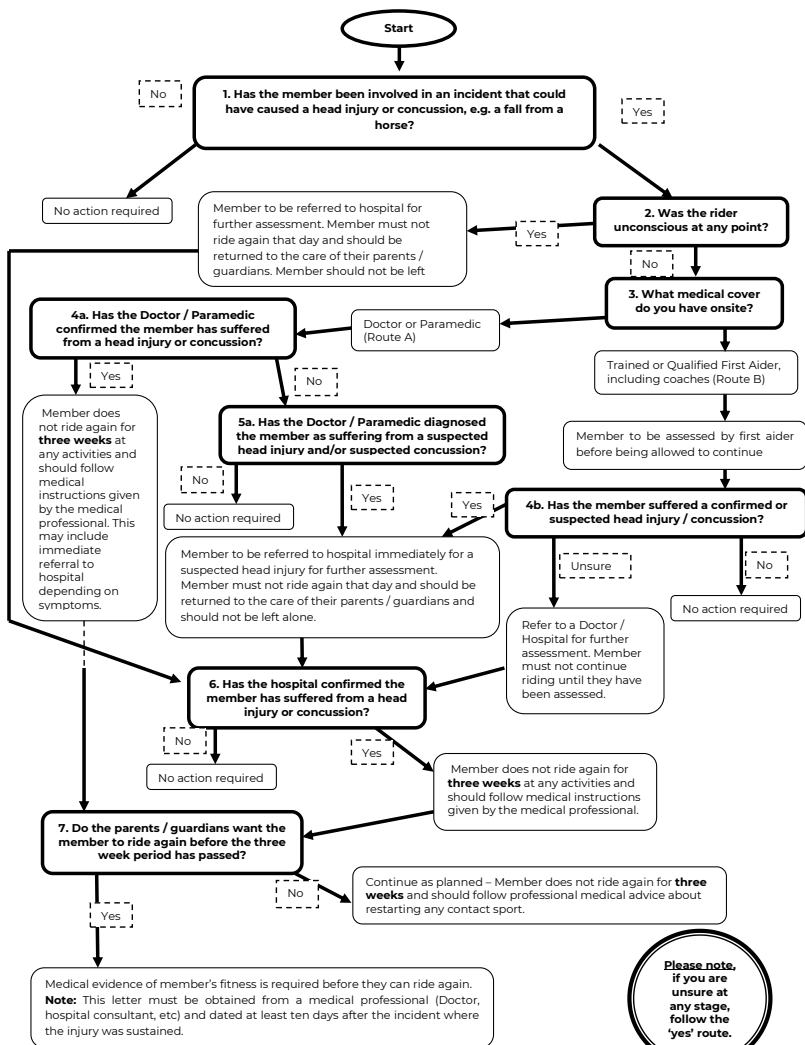 Start
No
1. Has the member been involved in an incident that could
have caused a head injury or concussion, e.g. a fall from a
horse?
Yes
No action required
Member to be referred to hospital for
further assessment. Member must not
ride again that day and should be
returned to the care of their parents /
guardians. Member should not be left
Yes
2. Was the rider
unconscious at any point?
No
3. What medical cover
do you have onsite?
4a. Has the Doctor / Paramedic
confirmed the member has suffered
from a head injury or concussion?
Doctor or Paramedic
(Route A)
Trained or Qualified First Aider,
including coaches (Route B)
Yes
No
Member does
not ride again for
three weeks at
any activities and
should follow
medical
instructions given
by the medical
professional. This
may include
immediate
referral to
hospital
depending on
symptoms.
5a. Has the Doctor / Paramedic diagnosed
the member as suffering from a suspected
head injury and/or suspected concussion?
Member to be assessed by first aider
before being allowed to continue
No
Yes
Yes
No action required
4b. Has the member suffered a confirmed or
suspected head injury / concussion?
Member to be referred to hospital immediately for a
suspected head injury for further assessment.
Member must not ride again that day and should be
returned to the care of their parents / guardians and
should not be left alone.
Unsure
No
No action required
Refer to a Doctor /
Hospital for further
assessment. Member
must not continue
riding until they have
been assessed.
6. Has the hospital confirmed the
member has suffered from a head
injury or concussion?
No
Yes
No action required
Member does not ride again for
three weeks at any activities and
should follow medical instructions
given by the medical professional.
7. Do the parents / guardians want the
member to ride again before the three
week period has passed?
No
Continue as planned – Member does not ride again for three
weeks and should follow professional medical advice about
restarting any contact sport.
Yes
Medical evidence of member's fitness is required before they can ride again.
Note: This letter must be obtained from a medical professional (Doctor,
hospital consultant, etc) and dated at least ten days after the incident where
the injury was sustained.
Please note,
if you are
unsure at
any stage,
follow the
'yes' route.